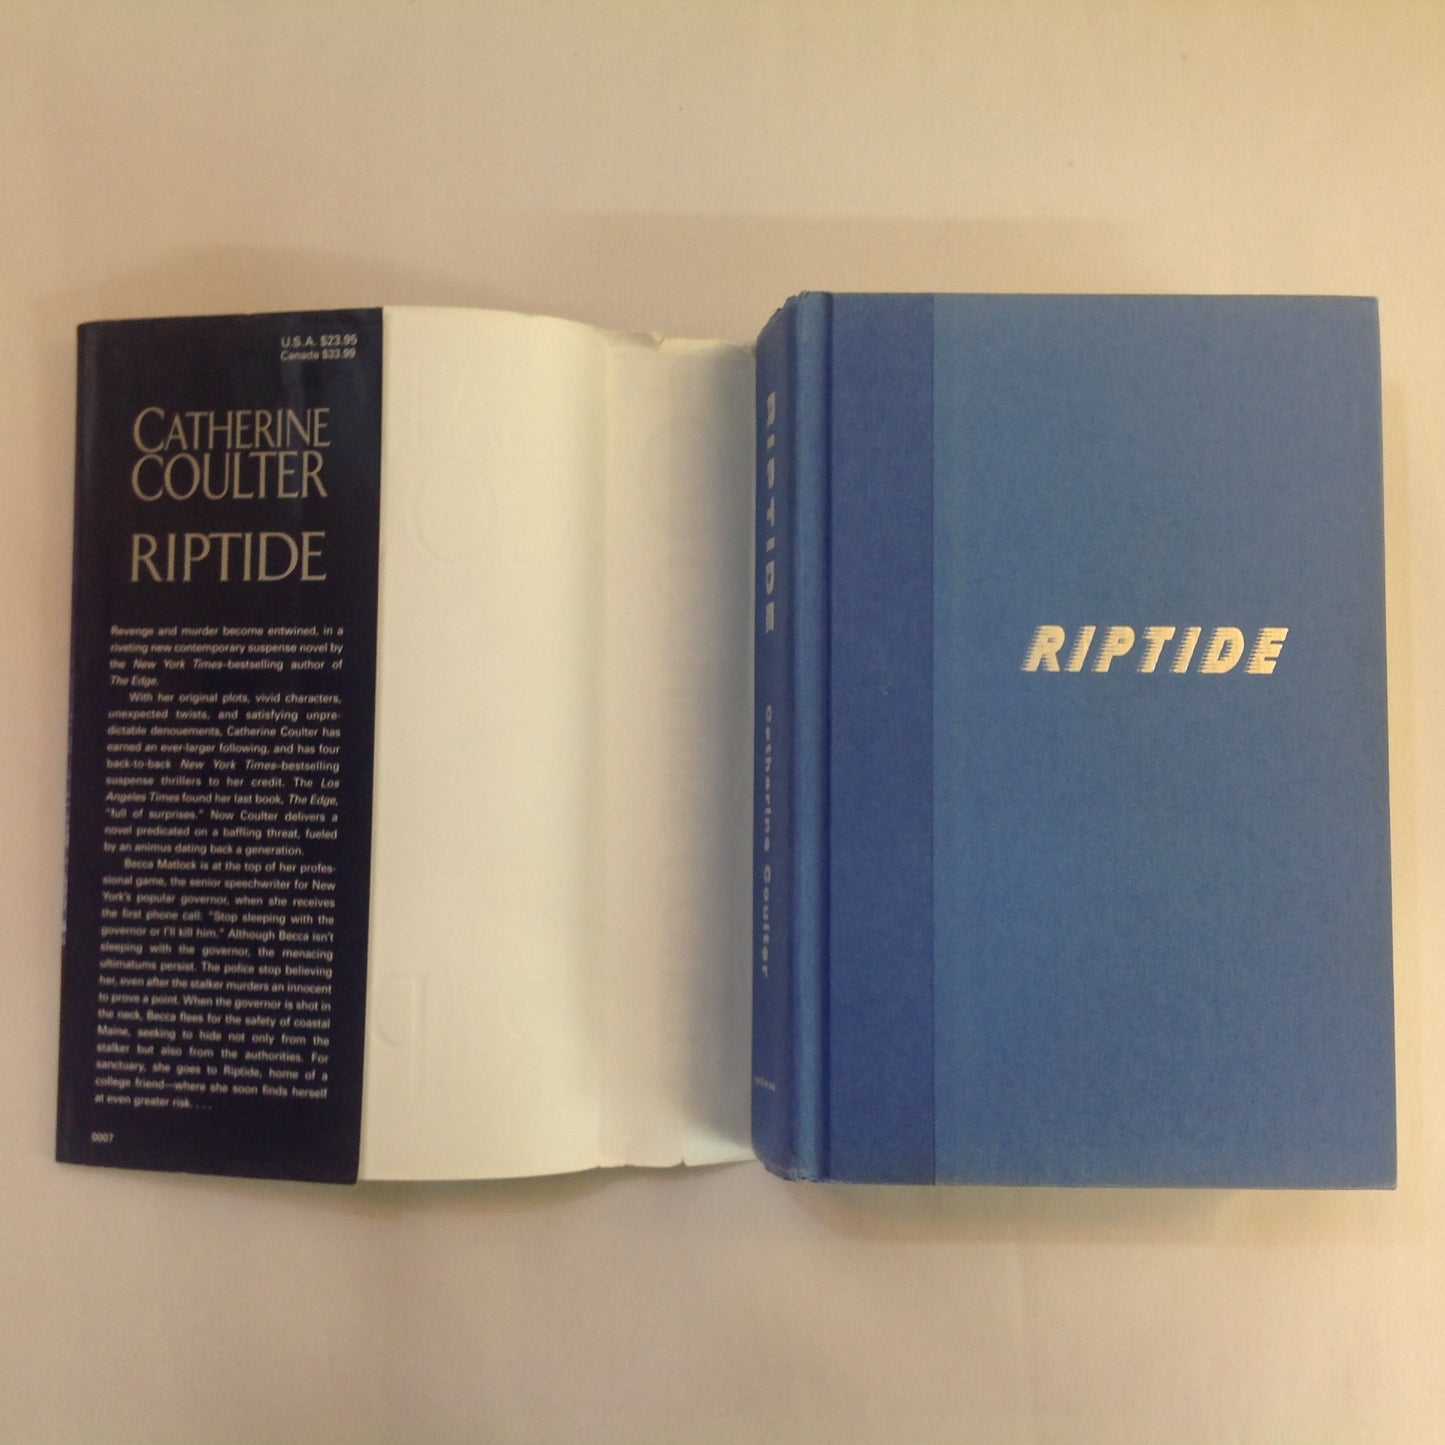 U.S.A. $23.95
Canada $33.99
CATHERINE
COULTER
RIPTIDE
Revenge and murder become entwined, in a
riveting new contemporary suspense novel by
the New York Times–bestselling author of
The Edge.
With her original plots, vivid characters,
unexpected twists, and satisfying unpre-
dictable denouements, Catherine Coulter has
earned an ever-larger following, and has four
back-to-back New York Times–bestselling
suspense thrillers to her credit. The Los
Angeles Times found her last book, The Edge,
"full of surprises." Now Coulter delivers a
novel predicated on a baffling threat, fueled
by an animus dating back a generation.
Becca Matlock is at the top of her profes-
sional game, the senior speechwriter for New
York's popular governor, when she receives
the first phone call: "Stop sleeping with the
governor or I'll kill him." Although Becca isn't
sleeping with the governor, the menacing
ultimatums persist. The police stop believing
her, even after the stalker murders an innocent
to prove a point. When the governor is shot in
the neck, Becca flees for the safety of coastal
Maine, seeking to hide not only from the
stalker but also from the authorities. For
sanctuary, she goes to Riptide, home of a
college friend—where she soon finds herself
at even greater risk. . . .
0007
RIPTIDE
Catherine Coulter
RIPTIDE